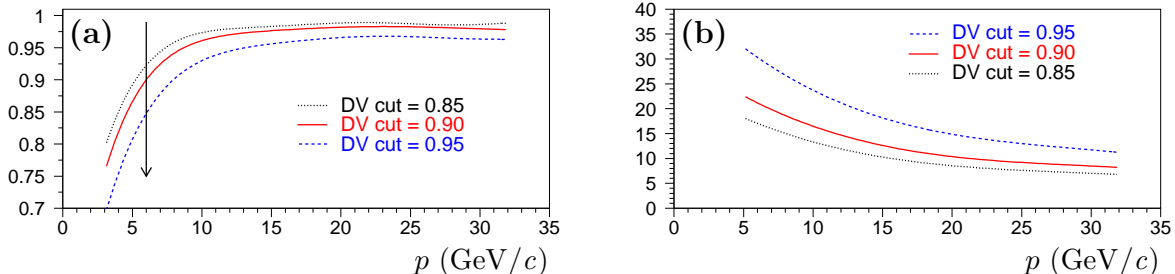 (a)
1
0.95
0.9
0.85
0.8
0.75
0.7
0 5 10 15 20 25 30 35
DV cut = 0.85
DV cut = 0.90
DV cut = 0.95
p (GeV/c)
(b)
40
35
30
25
20
15
10
5
0
0 5 10 15 20 25 30 35
DV cut = 0.95
DV cut = 0.90
DV cut = 0.85
p (GeV/c)